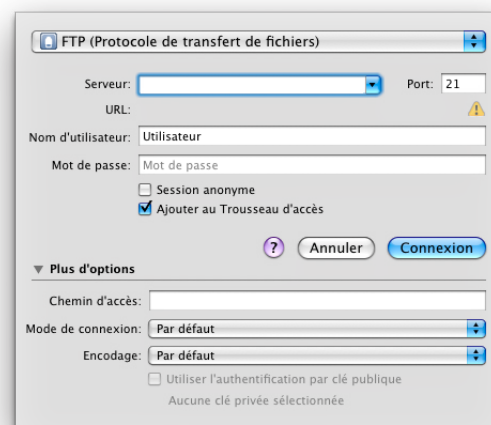 FTP (Protocole de transfert de fichiers)
Serveur: Port: 21
URL:
Nom d'utilisateur: Utilisateur
Mot de passe: Mot de passe
Session anonyme
Ajouter au Trousseau d'accès
? Annuler Connexion
Plus d'options
Chemin d'accès:
Mode de connexion: Par défaut
Encodage: Par défaut
Utiliser l'authentification par clé publique
Aucune clé privée sélectionnée